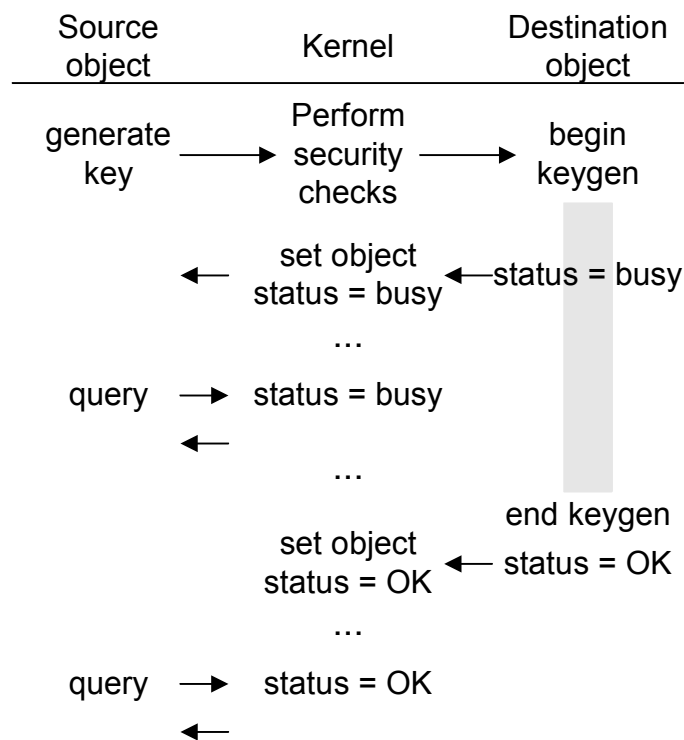 Source
object
Kernel
Destination
object
generate
key
Perform
security
checks
begin
keygen
set object
status = busy
status = busy
...
query
status = busy
...
end keygen
set object
status = OK
status = OK
...
query
status = OK